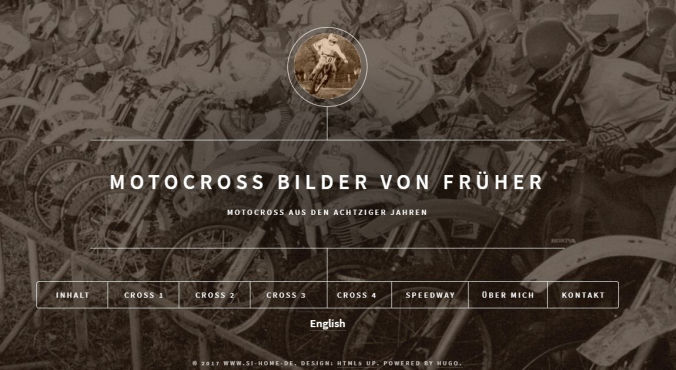 MOTOCROSS BILDER VON FRÜHER
MOTOCROSS AUS DEN ACHTZIGER JAHREN
INHALT CROSS 1 CROSS 2 CROSS 3 CROSS 4 SPEEDWAY ÜBER MICH KONTAKT
English
© 2017 WWW.SI-HOME-DE. DESIGN: HTML5 UP. POWERED BY HUGO.